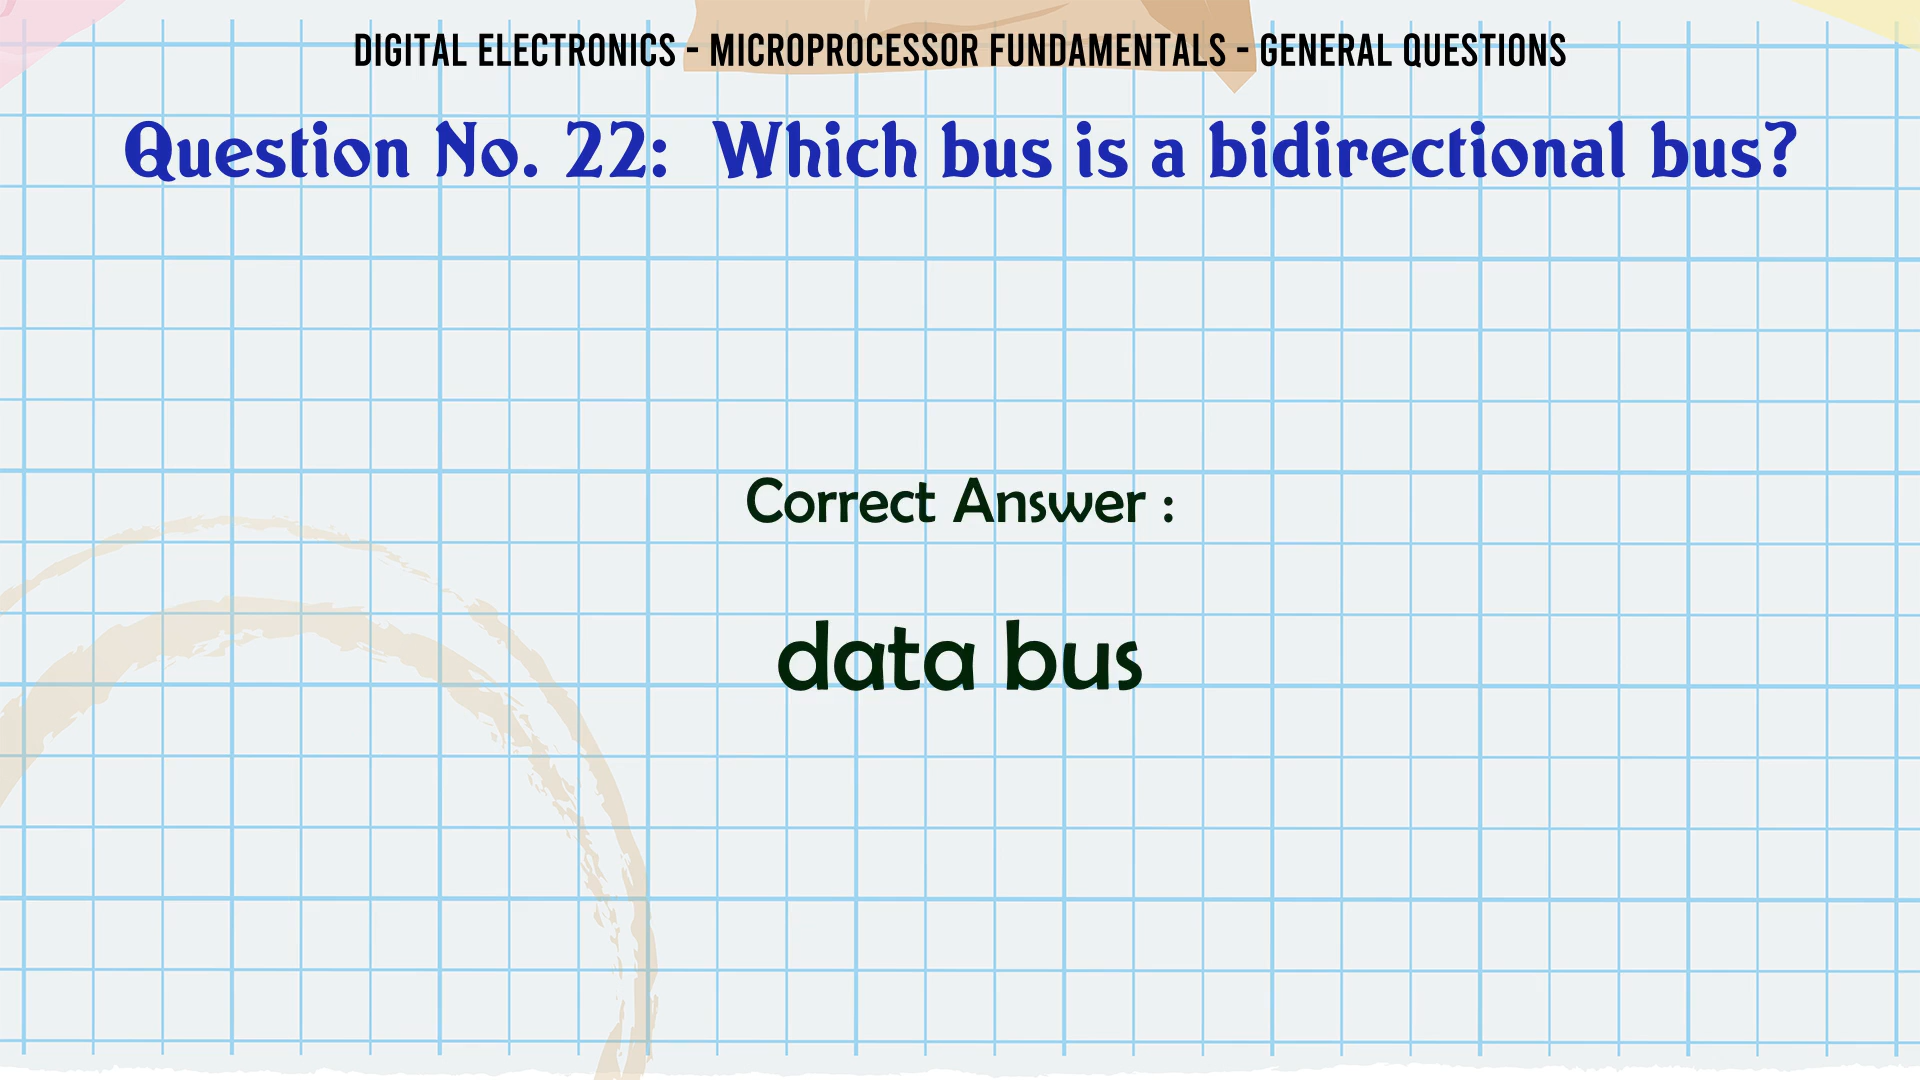 DIGITAL ELECTRONICS - MICROPROCESSOR FUNDAMENTALS - GENERAL QUESTIONS
Question No. 22: Which bus is a bidirectional bus?
Correct Answer :
data bus